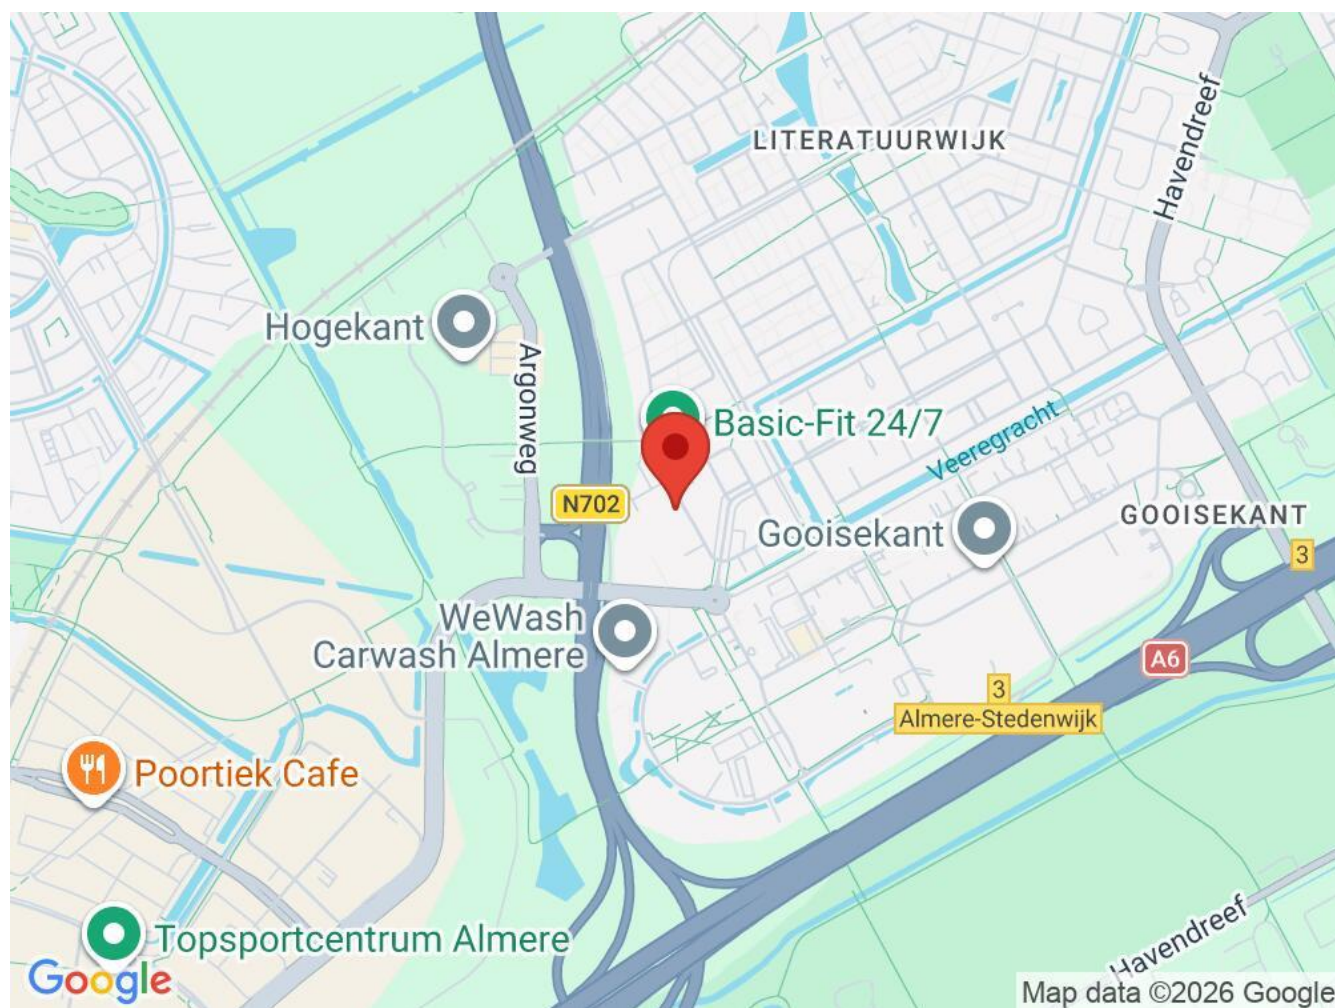 LITERATUURWIJK
Havendreef
Hogekant
Argonweg
Basic-Fit 24/7
Veeregracht
N702
Gooisekant
GOOISEKANT
3
WeWash
Carwash Almere
A6
3
Almere-Stedenwijk
Poortiek Cafe
Havendreef
Topsportcentrum Almere
Google
Map data ©2026 Google